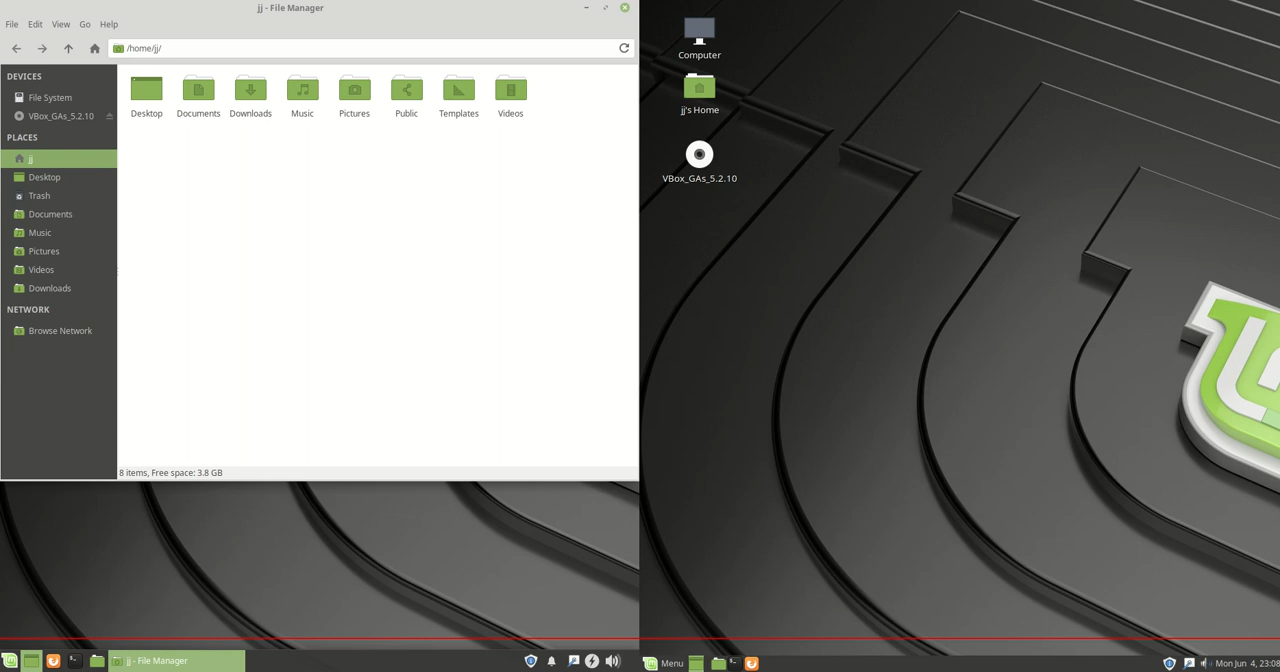 jj - File Manager
File Edit View Go Help
/home/jj/
DEVICES
File System
VBox_GAs_5.2.10
PLACES
jj
Desktop
Trash
Documents
Music
Pictures
Videos
Downloads
NETWORK
Browse Network
Desktop Documents Downloads Music Pictures Public Templates Videos
8 items, Free space: 3.8 GB
jj - File Manager
Computer
jj's Home
VBox_GAs_5.2.10
Menu
Mon Jun 4, 23:08